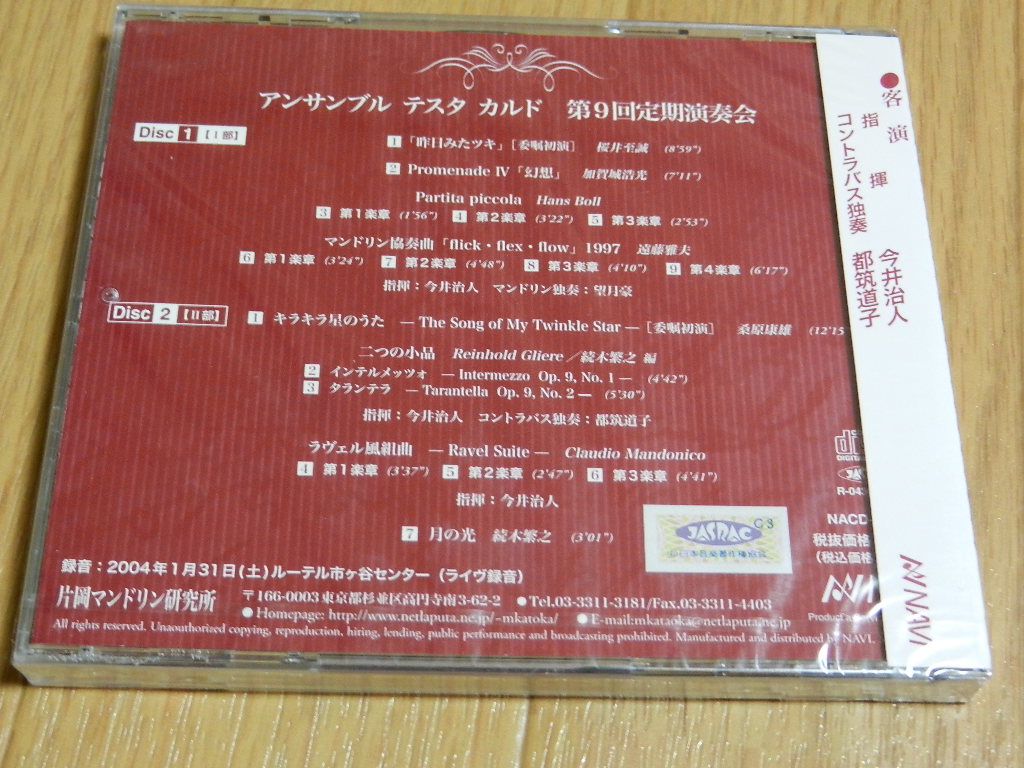 アンサンブル テスタ カルド 第9回定期演奏会
Disc 1 【I部】
1 「昨日みたツキ」［委嘱初演］ 桜井至誠 (8'59")
2 Promenade IV「幻想」 加賀城浩光 (7'11")
Partita piccola Hans Boll
3 第1楽章 (1'56") 4 第2楽章 (3'22") 5 第3楽章 (2'53")
マンドリン協奏曲「flick・flex・flow」1997 遠藤雅夫
6 第1楽章 (3'24") 7 第2楽章 (4'48") 8 第3楽章 (4'10") 9 第4楽章 (6'17")
指揮：今井治人 マンドリン独奏：望月豪
Disc 2 【II部】
1 キラキラ星のうた ― The Song of My Twinkle Star ―［委嘱初演］ 桑原康雄 (12'15
二つの小品 Reinhold Gliere／続木繁之 編
2 インテルメッツォ ― Intermezzo Op. 9, No. 1 ― (4'42")
3 タランテラ ― Tarantella Op. 9, No. 2 ― (5'30")
指揮：今井治人 コントラバス独奏：都筑道子
ラヴェル風組曲 ― Ravel Suite ― Claudio Mandonico
4 第1楽章 (3'37") 5 第2楽章 (2'47") 6 第3楽章 (4'41")
指揮：今井治人
7 月の光 続木繁之 (3'01")
録音：2004年1月31日(土)ルーテル市ヶ谷センター（ライヴ録音）
片岡マンドリン研究所
〒166-0003 東京都杉並区高円寺南3-62-2 ●Tel.03-3311-3181/Fax.03-3311-4403
●Homepage: http://www.netlaputa.ne.jp/~mkatoka/ ●E-mail:mkataoka@netlaputa.ne.jp
All rights reserved. Unauthorized copying, reproduction, hiring, lending, public performance and broadcasting prohibited. Manufactured and distributed by NAVI.
JASRAC
C3
R-04
NACD
税抜価格
(税込価格
●客演
指揮 今井治人
コントラバス独奏 都筑道子
NAVI